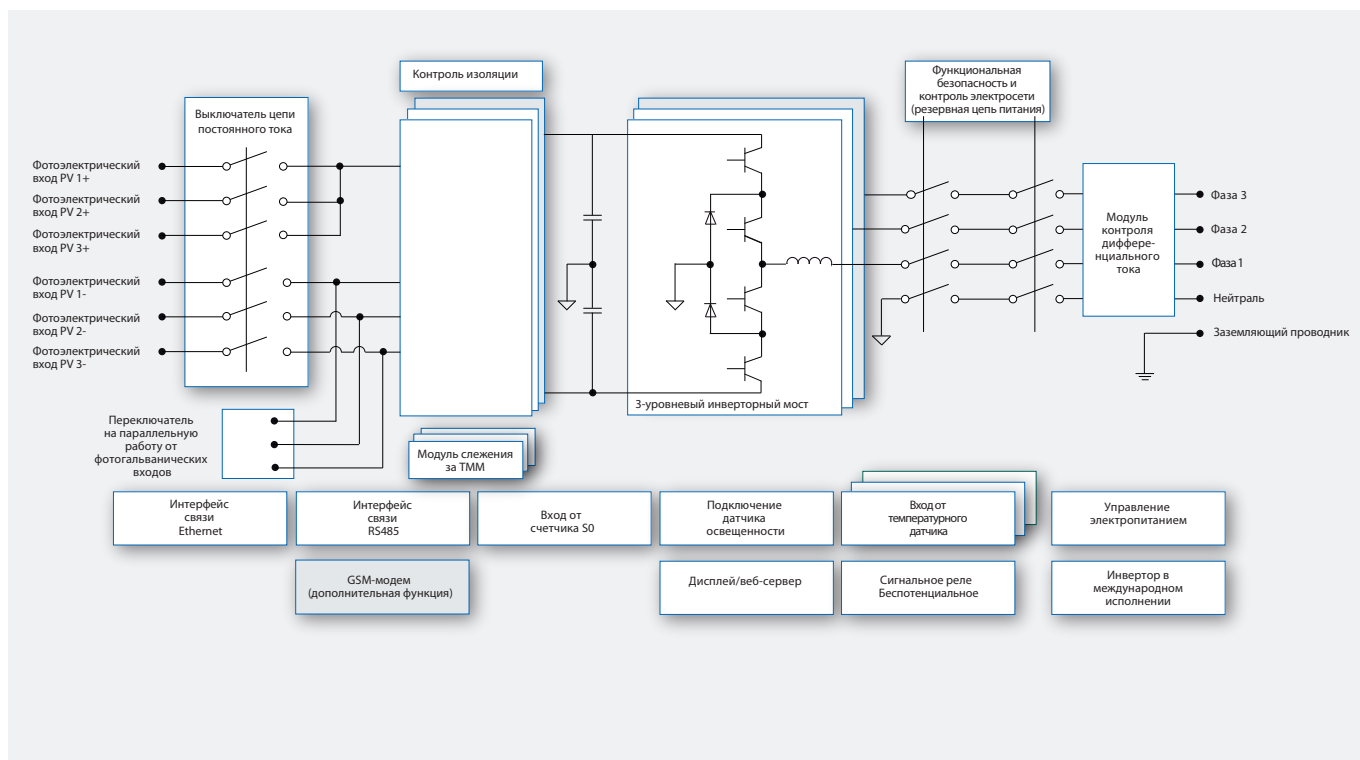 Контроль изоляции
Функциональная
безопасность и
контроль электросети
(резервная цепь питания)
Выключатель цепи
постоянного тока
Фотоэлектрический
вход PV 1+
Фотоэлектрический
вход PV 2+
Фотоэлектрический
вход PV 3+
Фотоэлектрический
вход PV 1-
Фотоэлектрический
вход PV 2-
Фотоэлектрический
вход PV 3-
3-уровневый инверторный мост
Модуль
контроля
диффере-
нциального
тока
Фаза 3
Фаза 2
Фаза 1
Нейтраль
Заземляющий проводник
Переключатель
на параллельную
работу от
фотогальванических
входов
Модуль слежения
за ТММ
Интерфейс
связи
Ethernet
Интерфейс
связи
RS485
Вход от
счетчика S0
Подключение
датчика
освещенности
Вход от
температурного
датчика
Управление
электропитанием
GSM-модем
(дополнительная функция)
Дисплей/веб-сервер
Сигнальное реле
Беспотенциальное
Инвертор в
международном
исполнении